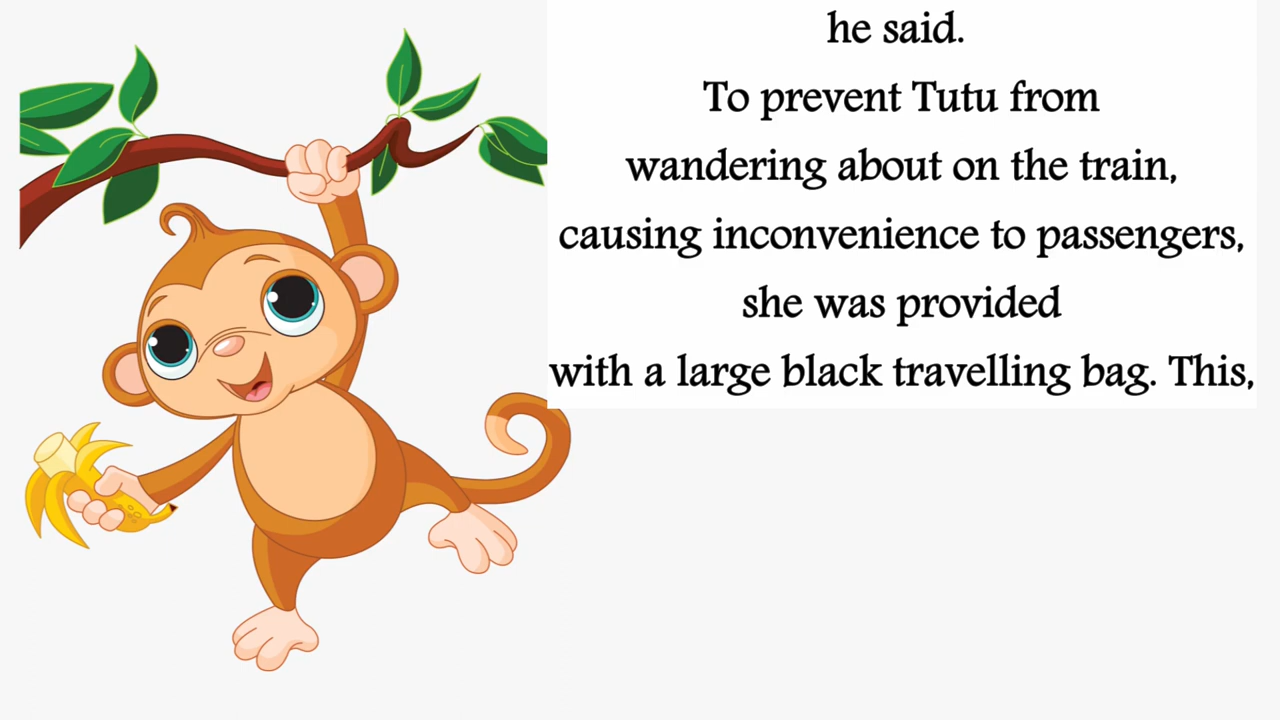 he said.
To prevent Tutu from
wandering about on the train,
causing inconvenience to passengers,
she was provided
with a large black travelling bag. This,